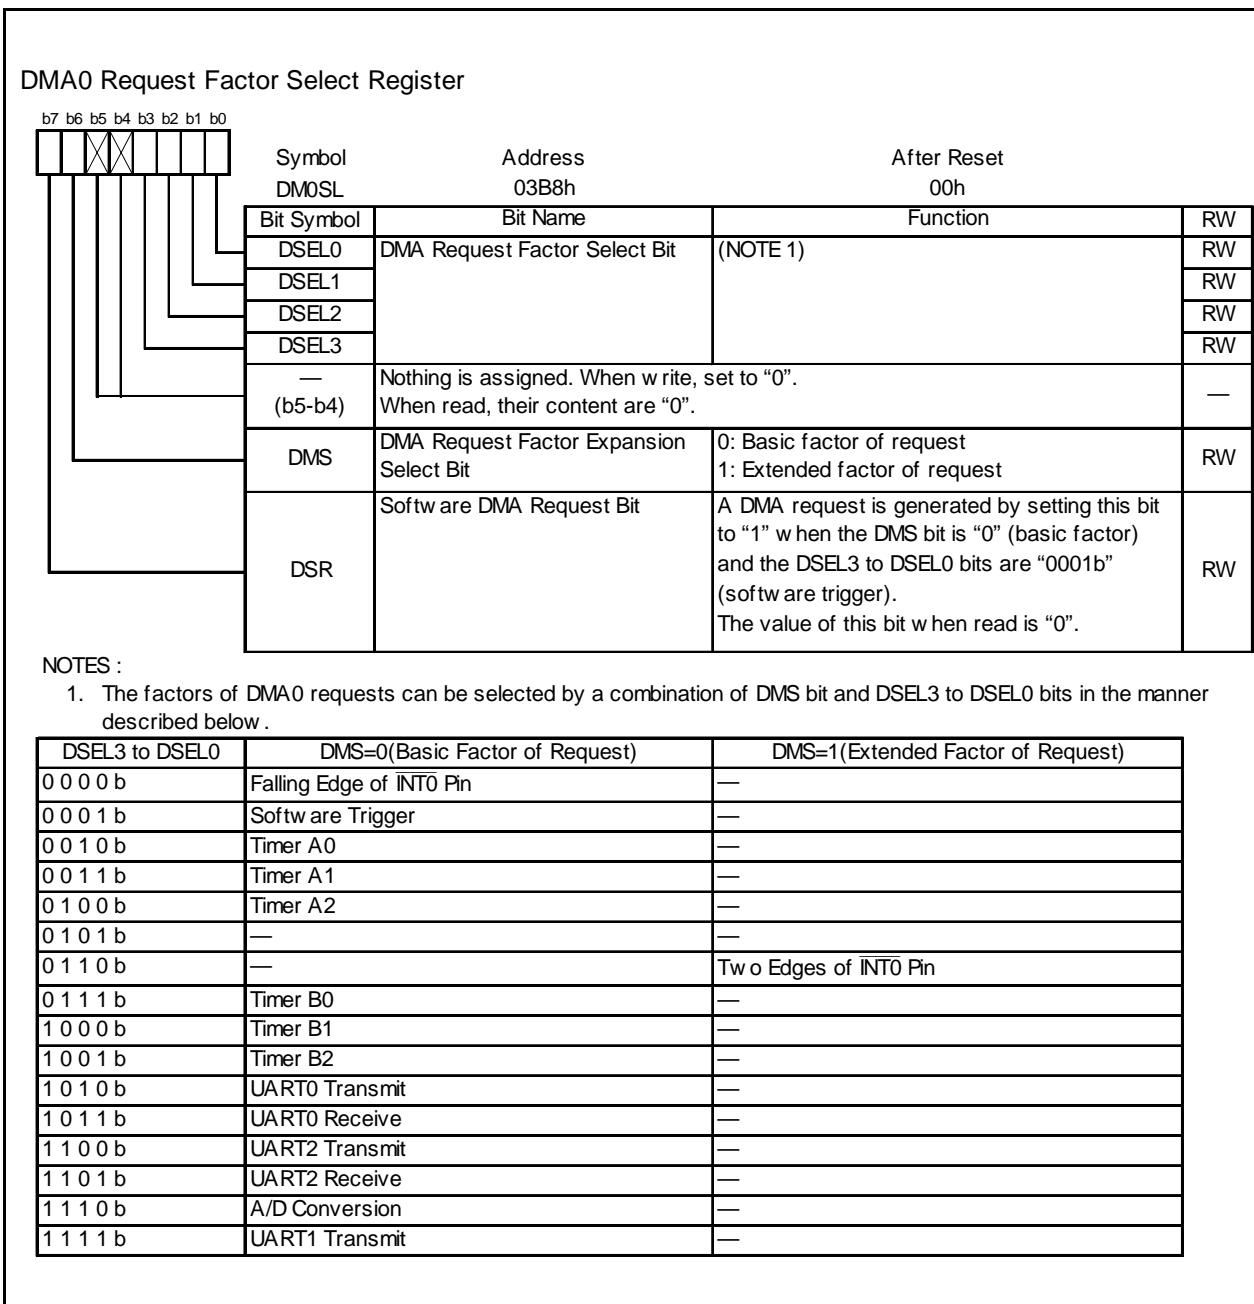 DMA0 Request Factor Select Register
b7 b6 b5 b4 b3 b2 b1 b0
Symbol Address After Reset
DM0SL 03B8h 00h
Bit Symbol Bit Name Function RW
DSEL0 DMA Request Factor Select Bit (NOTE 1) RW
DSEL1 RW
DSEL2 RW
DSEL3 RW
— (b5-b4) Nothing is assigned. When write, set to “0”.
When read, their content are “0”. —
DMS DMA Request Factor Expansion Select Bit 0: Basic factor of request
1: Extended factor of request RW
DSR Software DMA Request Bit A DMA request is generated by setting this bit
to “1” when the DMS bit is “0” (basic factor)
and the DSEL3 to DSEL0 bits are “0001b”
(software trigger).
The value of this bit when read is “0”. RW
NOTES :
1. The factors of DMA0 requests can be selected by a combination of DMS bit and DSEL3 to DSEL0 bits in the manner
described below.
DSEL3 to DSEL0 DMS=0(Basic Factor of Request) DMS=1(Extended Factor of Request)
0 0 0 0 b Falling Edge of INT0 Pin —
0 0 0 1 b Software Trigger —
0 0 1 0 b Timer A0 —
0 0 1 1 b Timer A1 —
0 1 0 0 b Timer A2 —
0 1 0 1 b — —
0 1 1 0 b — Two Edges of INT0 Pin
0 1 1 1 b Timer B0 —
1 0 0 0 b Timer B1 —
1 0 0 1 b Timer B2 —
1 0 1 0 b UART0 Transmit —
1 0 1 1 b UART0 Receive —
1 1 0 0 b UART2 Transmit —
1 1 0 1 b UART2 Receive —
1 1 1 0 b A/D Conversion —
1 1 1 1 b UART1 Transmit —